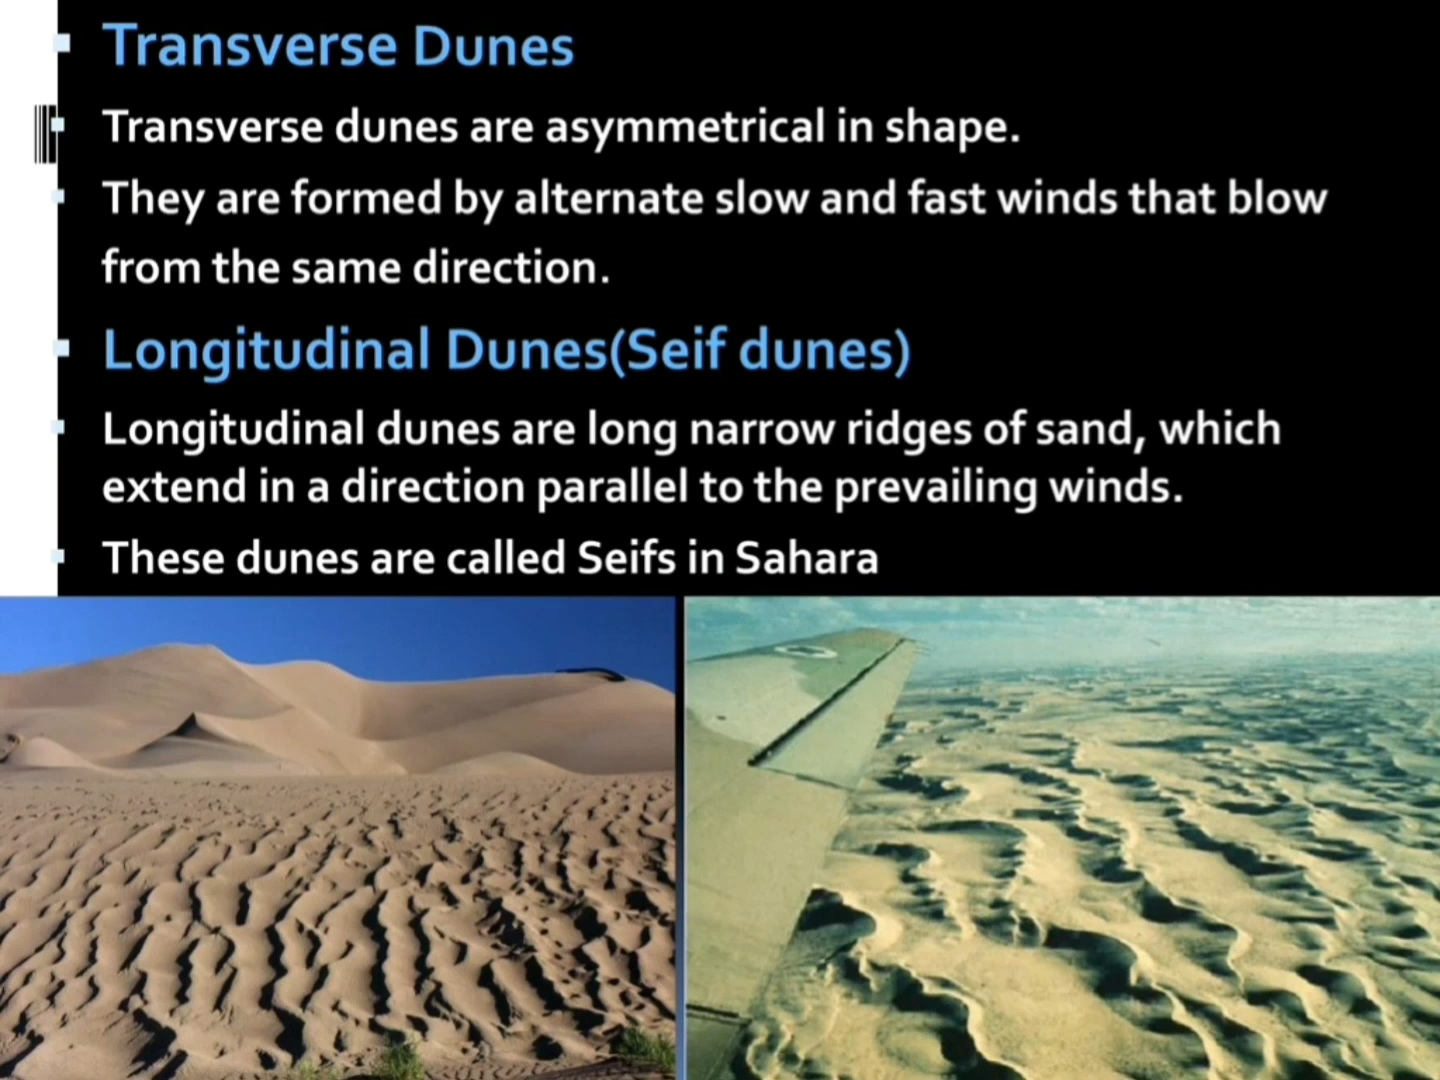 Transverse Dunes
Transverse dunes are asymmetrical in shape.
They are formed by alternate slow and fast winds that blow
from the same direction.
Longitudinal Dunes(Seif dunes)
Longitudinal dunes are long narrow ridges of sand, which
extend in a direction parallel to the prevailing winds.
These dunes are called Seifs in Sahara